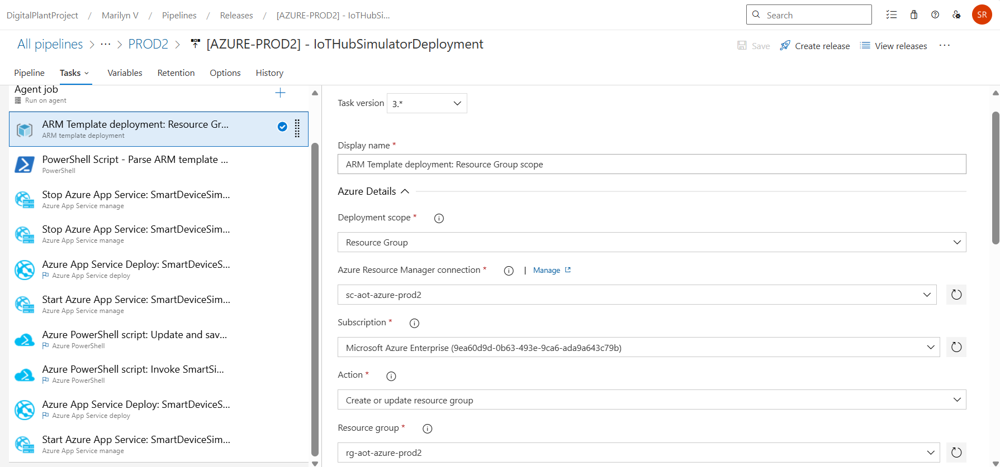 DigitalPlantProject / Marilyn V / Pipelines / Releases / [AZURE-PROD2] - IoTHubSi...
Search
SR
All pipelines > ··· > PROD2 > [AZURE-PROD2] - IoTHubSimulatorDeployment
Save Create release View releases ···
Pipeline Tasks Variables Retention Options History
Agent job
Run on agent
ARM Template deployment: Resource Gr...
ARM template deployment
PowerShell Script - Parse ARM template ...
PowerShell
Stop Azure App Service: SmartDeviceSim...
Azure App Service manage
Stop Azure App Service: SmartDeviceSim...
Azure App Service manage
Azure App Service Deploy: SmartDeviceS...
Azure App Service deploy
Start Azure App Service: SmartDeviceSim...
Azure App Service manage
Azure PowerShell script: Update and sav...
Azure PowerShell
Azure PowerShell script: Invoke SmartSi...
Azure PowerShell
Azure App Service Deploy: SmartDeviceS...
Azure App Service deploy
Start Azure App Service: SmartDeviceSim...
Azure App Service manage
Task version 3.*
Display name *
ARM Template deployment: Resource Group scope
Azure Details
Deployment scope *
Resource Group
Azure Resource Manager connection * | Manage
sc-aot-azure-prod2
Subscription *
Microsoft Azure Enterprise (9ea60d9d-0b63-493e-9ca6-ada9a643c79b)
Action *
Create or update resource group
Resource group *
rg-aot-azure-prod2